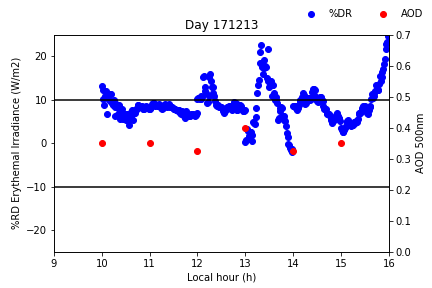 %DR AOD
Day 171213
%RD Erythermal Irradiance (W/m2)
20
10
0
−10
−20
0.7
0.6
0.5
0.4
0.3
0.2
0.1
0.0
AOD 500nm
9 10 11 12 13 14 15 16
Local hour (h)